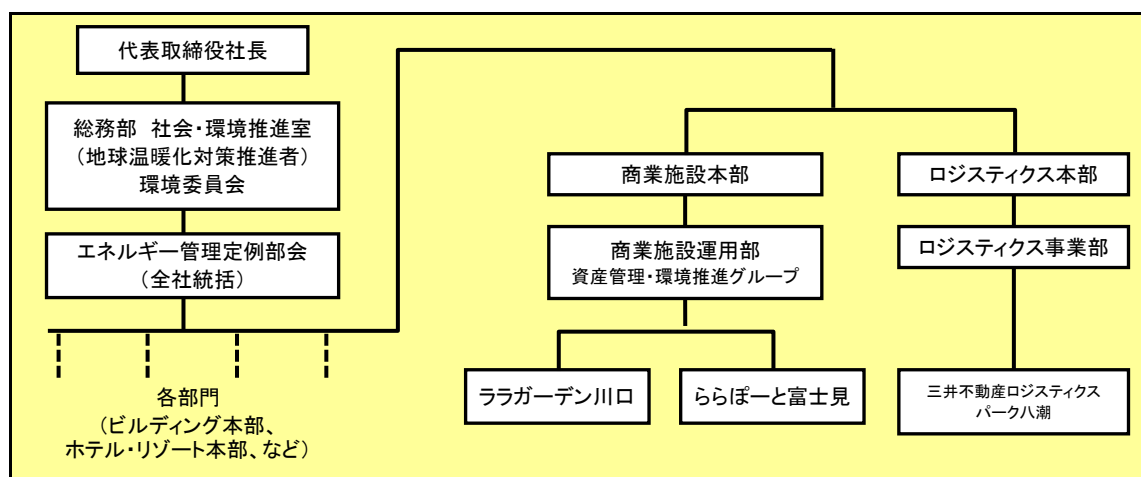 代表取締役社長
総務部 社会・環境推進室
（地球温暖化対策推進者）
環境委員会
エネルギー管理定例部会
（全社統括）
各部門
（ビルディング本部、
ホテル・リゾート本部、など）
商業施設本部
商業施設運用部
資産管理・環境推進グループ
ララガーデン川口
ららぽーと富士見
ロジスティクス本部
ロジスティクス事業部
三井不動産ロジスティクス
パーク八潮